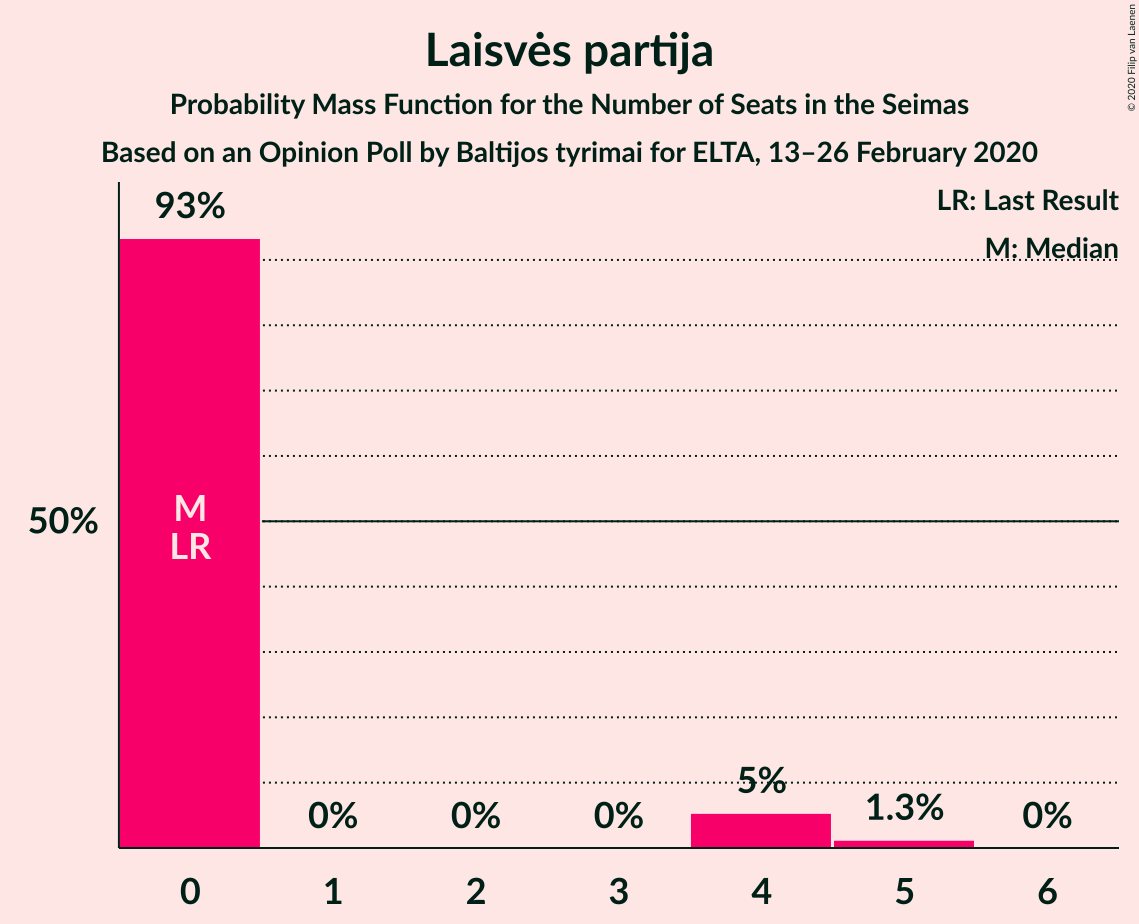 Laisvės partija
Probability Mass Function for the Number of Seats in the Seimas
Based on an Opinion Poll by Baltijos tyrimai for ELTA, 13–26 February 2020
© 2020 Filip van Laenen
LR: Last Result
M: Median
93%
50%
M
LR
0%
0%
0%
5%
1.3%
0%
0
1
2
3
4
5
6